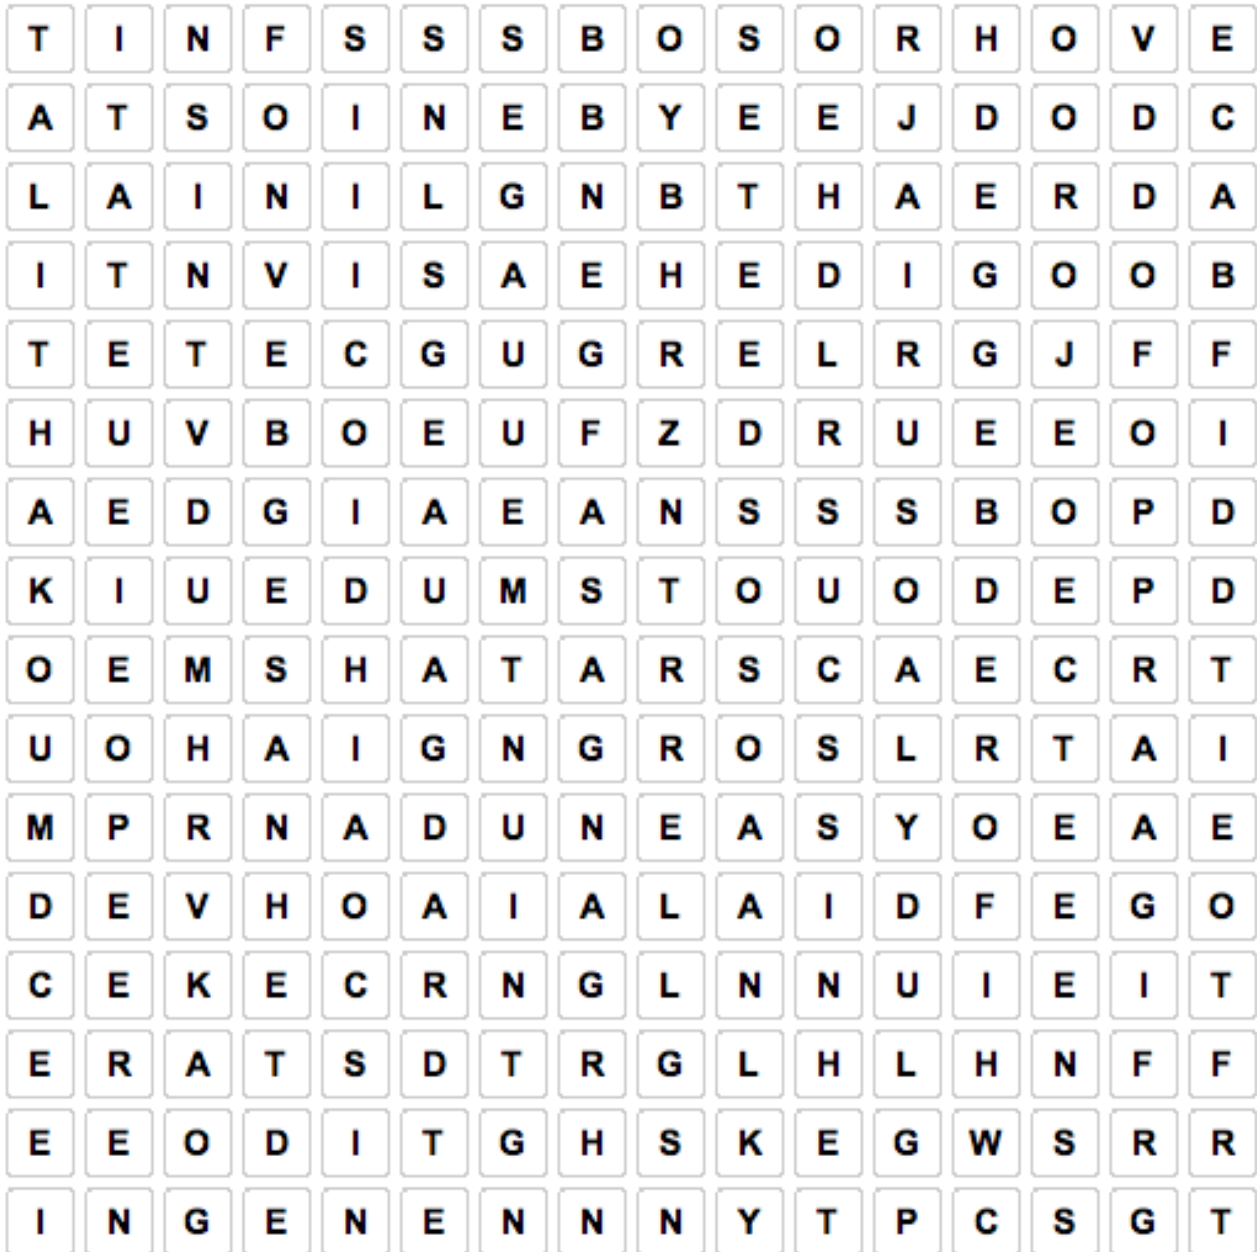 T I N F S S S B O S O R H O V E
A T S O I N E B Y E E J D O D C
L A I N I L G N B T H A E R D A
I T N V I S A E H E D I G O O B
T E T E C G U G R E L R G J F F
H U V B O E U F Z D R U E E O I
A E D G I A E A N S S S B O P D
K I U E D U M S T O U O D E P D
O E M S H A T A R S C A E C R T
U O H A I G N G R O S L R T A I
M P R N A D U N E A S Y O E A E
D E V H O A I A L A I D F E G O
C E K E C R N G L N N U I E I T
E R A T S D T R G L H L H N F F
E E O D I T G H S K E G W S R R
I N G E N E N N N Y T P C S G T